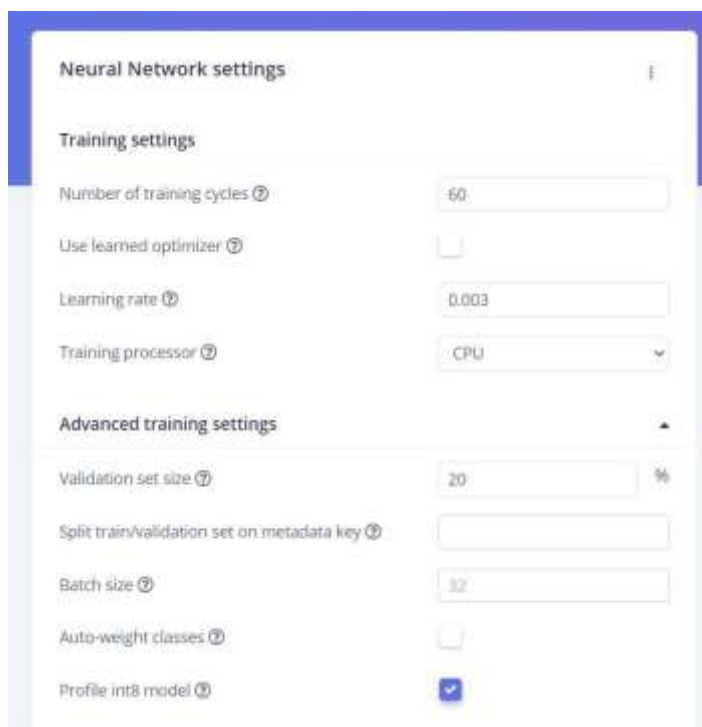 Neural Network settings
Training settings
Number of training cycles
60
Use learned optimizer
Learning rate
0.003
Training processor
CPU
Advanced training settings
Validation set size
20
%
Split train/validation set on metadata key
Batch size
32
Auto-weight classes
Profile int8 model